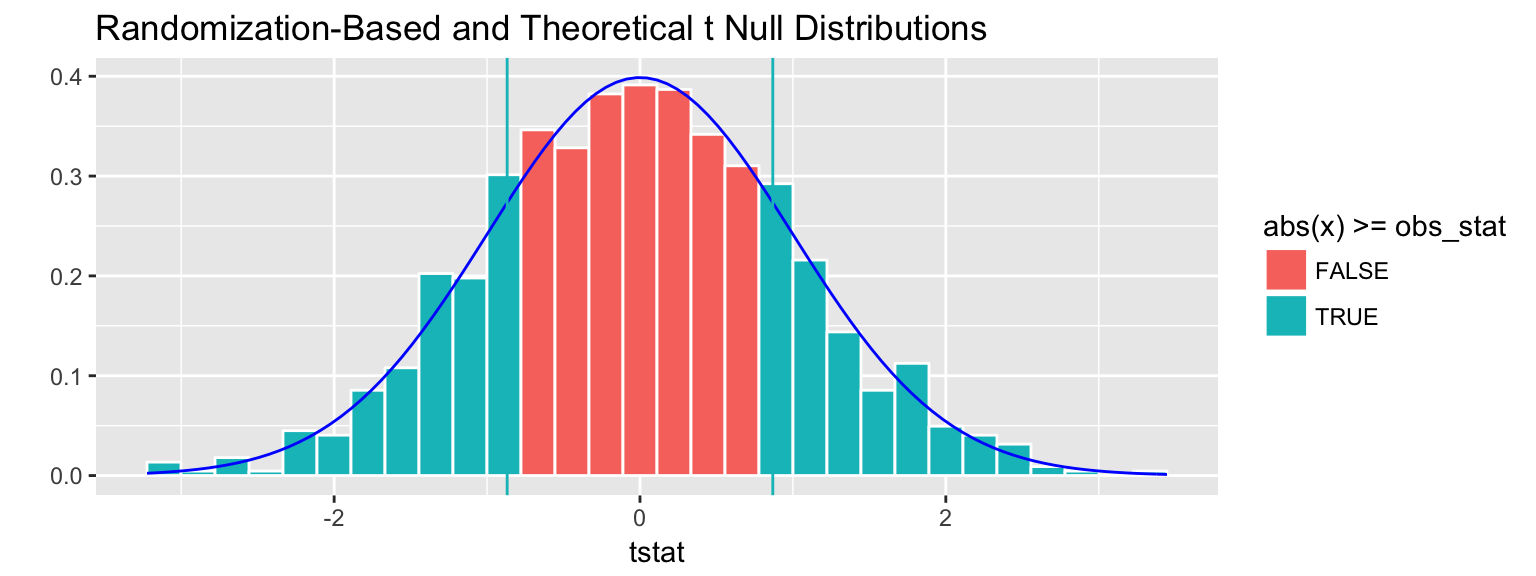 Randomization-Based and Theoretical t Null Distributions
0.4
0.3
0.2
0.1
0.0
-2 0 2
tstat
abs(x) >= obs_stat
FALSE
TRUE